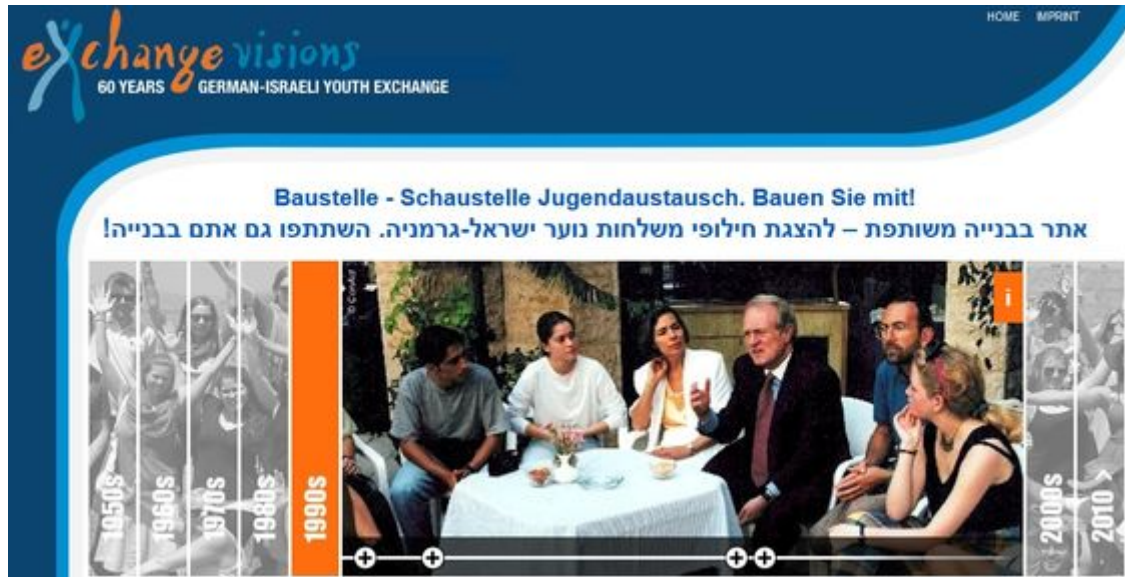 HOME IMPRINT
exchange visions
60 YEARS GERMAN-ISRAELI YOUTH EXCHANGE
Baustelle - Schaustelle Jugendaustausch. Bauen Sie mit!
אתר בבנייה משותפת – להצגת חילופי משלחות נוער ישראל-גרמניה. השתתפו גם אתם בבנייה!
© ConAct
i
1950s
1960s
1970s
1980s
1990s
2000s
2010 >